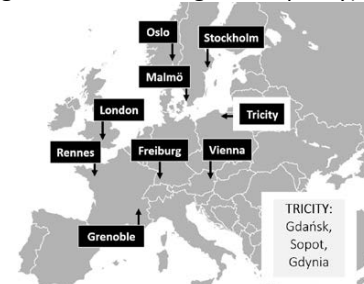 Oslo
Stockholm
Malmö
London
Tricity
Rennes
Freiburg
Vienna
Grenoble
TRICITY:
Gdańsk,
Sopot,
Gdynia